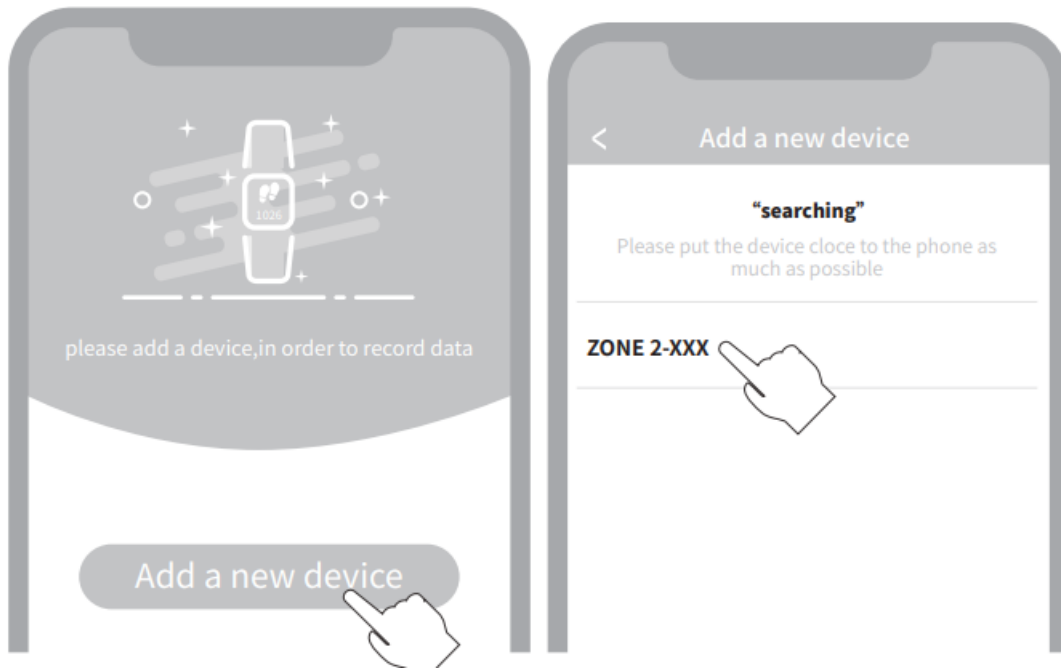 1026
please add a device,in order to record data
Add a new device
< Add a new device
“searching”
Please put the device cloce to the phone as
much as possible
ZONE 2-XXX